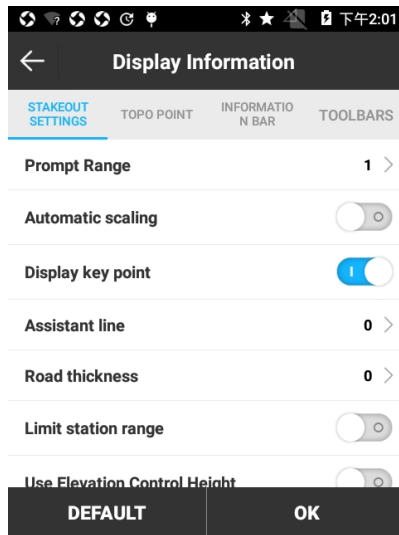 下午2:01
Display Information
STAKEOUT
SETTINGS
TOPO POINT
INFORMATIO
N BAR
TOOLBARS
Prompt Range 1
Automatic scaling
Display key point
Assistant line 0
Road thickness 0
Limit station range
Use Elevation Control Height
DEFAULT OK